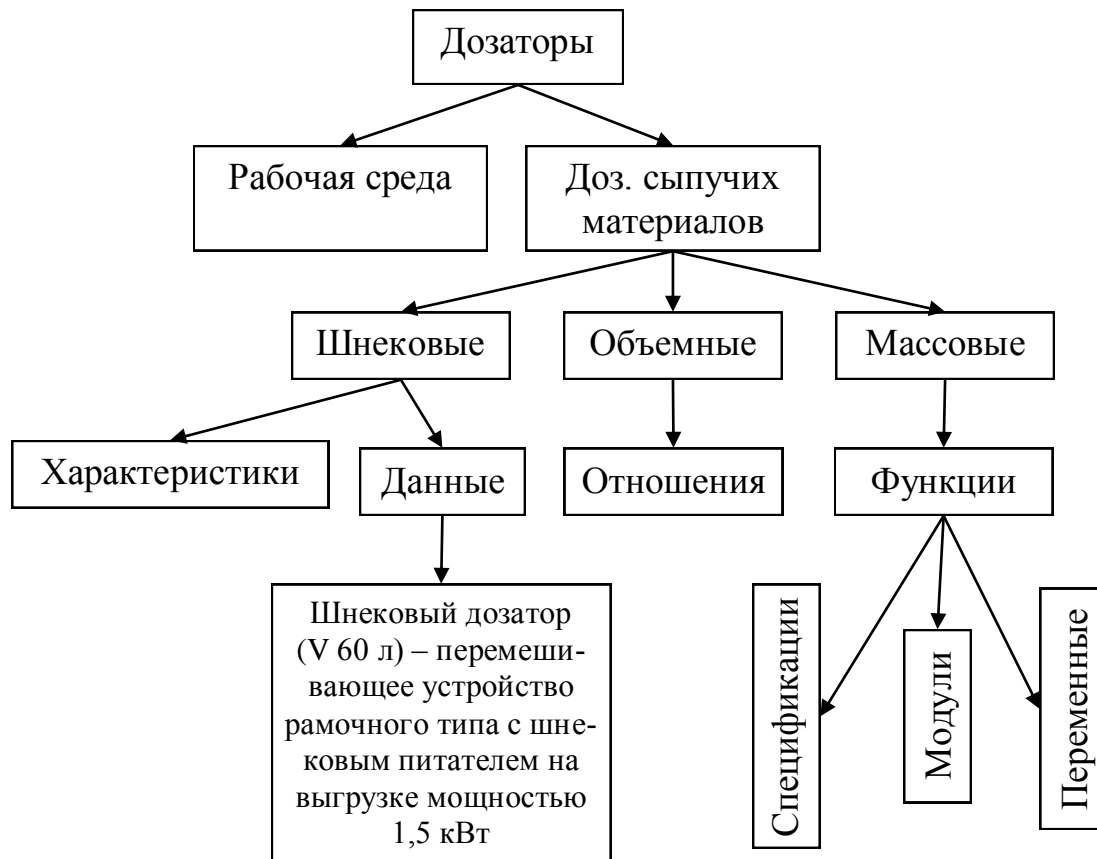 Дозаторы
Рабочая среда
Доз. сыпучих
материалов
Шнековые
Объемные
Массовые
Характеристики
Данные
Отношения
Функции
Шнековый дозатор
(V 60 л) – перемеши-
вающее устройство
рамочного типа с шне-
ковым питателем на
выгрузке мощностью
1,5 кВт
Спецификации
Модули
Переменные